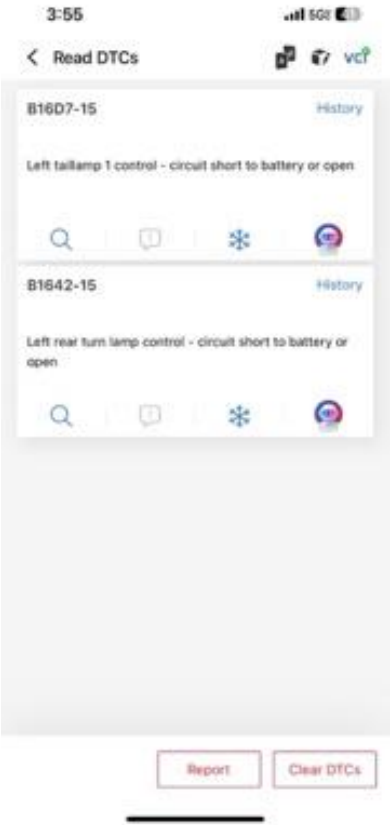 3:55
5G
Read DTCs
vci
B16D7-15
History
Left taillamp 1 control - circuit short to battery or open
B1642-15
History
Left rear turn lamp control - circuit short to battery or
open
Report
Clear DTCs